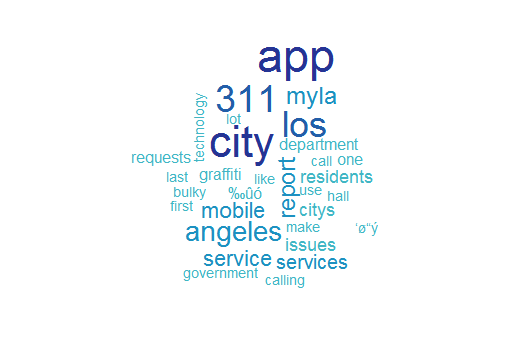 app
311 myla
technology
lot
los
city
department
requests
call one
last graffiti like
residents
report
bulky ‰ûó use hall
first mobile
citys
angeles make 'ø"ý
issues
service services
government calling